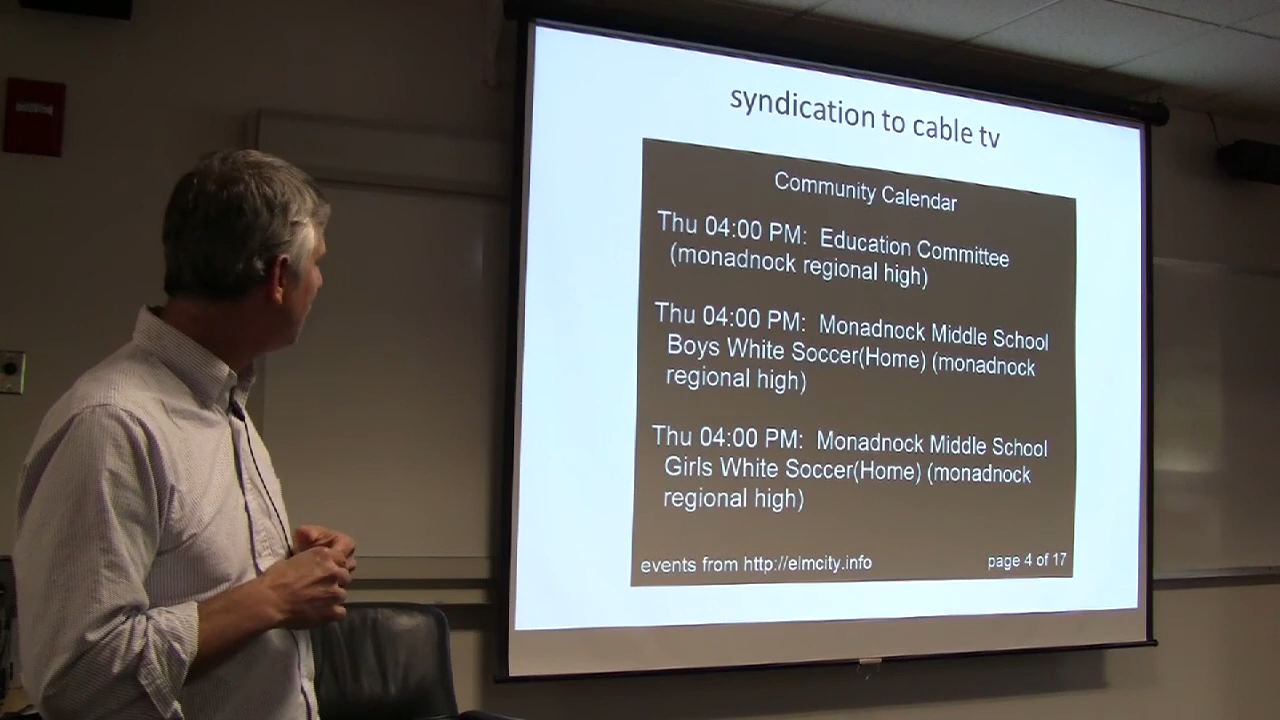 syndication to cable tv
Community Calendar
Thu 04:00 PM: Education Committee
(monadnock regional high)
Thu 04:00 PM: Monadnock Middle School
Boys White Soccer(Home) (monadnock
regional high)
Thu 04:00 PM: Monadnock Middle School
Girls White Soccer(Home) (monadnock
regional high)
events from http://elmcity.info
page 4 of 17